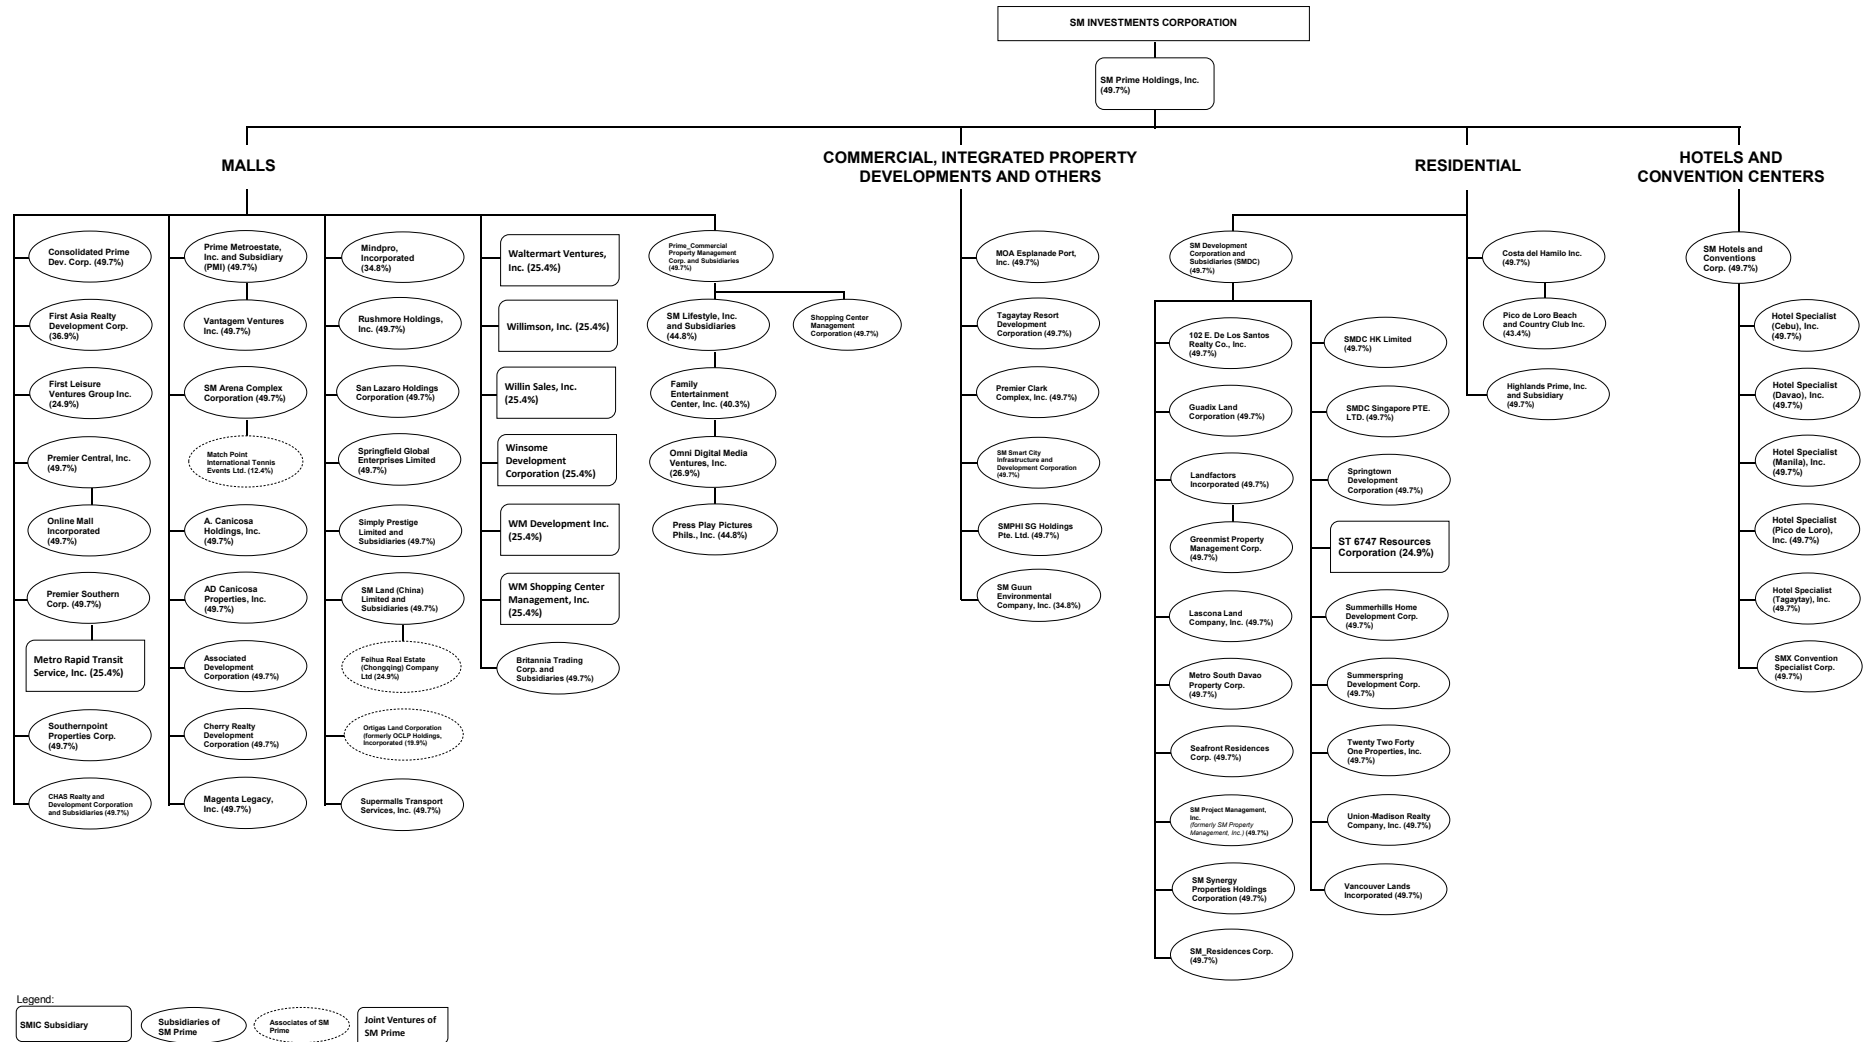 SM INVESTMENTS CORPORATION
SM Prime Holdings, Inc.
(49.7%)
MALLS
Consolidated Prime
Dev. Corp. (49.7%)
First Asia Realty
Development Corp.
(36.9%)
First Leisure
Ventures Group Inc.
(24.9%)
Premier Central, Inc.
(49.7%)
Online Mall
Incorporated
(49.7%)
Premier Southern
Corp. (49.7%)
Metro Rapid Transit
Service, Inc. (25.4%)
Southernpoint
Properties Corp.
(49.7%)
CHAS Realty and
Development Corporation
and Subsidiaries (49.7%)
Prime Metroestate,
Inc. and Subsidiary
(PMI) (49.7%)
Vantagem Ventures
Inc. (49.7%)
SM Arena Complex
Corporation (49.7%)
Match Point
International Tennis
Events Ltd. (12.4%)
A. Canicosa
Holdings, Inc.
(49.7%)
AD Canicosa
Properties, Inc.
(49.7%)
Associated
Development
Corporation (49.7%)
Cherry Realty
Development
Corporation (49.7%)
Magenta Legacy,
Inc. (49.7%)
Mindpro,
Incorporated
(34.8%)
Rushmore Holdings,
Inc. (49.7%)
San Lazaro Holdings
Corporation (49.7%)
Springfield Global
Enterprises Limited
(49.7%)
Simply Prestige
Limited and
Subsidiaries (49.7%)
SM Land (China)
Limited and
Subsidiaries (49.7%)
Feihua Real Estate
(Chongqing) Company
Ltd (24.9%)
Ortigas Land Corporation
(formerly OCLP Holdings,
Incorporated (19.9%)
Supermalls Transport
Services, Inc. (49.7%)
Waltermart Ventures,
Inc. (25.4%)
Willimson, Inc. (25.4%)
Willin Sales, Inc.
(25.4%)
Winsome
Development
Corporation (25.4%)
WM Development Inc.
(25.4%)
WM Shopping Center
Management, Inc.
(25.4%)
Britannia Trading
Corp. and
Subsidiaries (49.7%)
Prime_Commercial
Property Management
Corp. and Subsidiaries
(49.7%)
SM Lifestyle, Inc.
and Subsidiaries
(44.8%)
Shopping Center
Management
Corporation (49.7%)
Family
Entertainment
Center, Inc. (40.3%)
Omni Digital Media
Ventures, Inc.
(26.9%)
Press Play Pictures
Phils., Inc. (44.8%)
COMMERCIAL, INTEGRATED PROPERTY
DEVELOPMENTS AND OTHERS
MOA Esplanade Port,
Inc. (49.7%)
Tagaytay Resort
Development
Corporation (49.7%)
Premier Clark
Complex, Inc. (49.7%)
SM Smart City
Infrastructure and
Development Corporation
(49.7%)
SMPHI SG Holdings
Pte. Ltd. (49.7%)
SM Guun
Environmental
Company, Inc. (34.8%)
RESIDENTIAL
SM Development
Corporation and
Subsidiaries (SMDC)
(49.7%)
102 E. De Los Santos
Realty Co., Inc.
(49.7%)
Guadix Land
Corporation (49.7%)
Landfactors
Incorporated (49.7%)
Greenmist Property
Management Corp.
(49.7%)
Lascona Land
Company, Inc. (49.7%)
Metro South Davao
Property Corp.
(49.7%)
Seafront Residences
Corp. (49.7%)
SM Project Management,
Inc.
(formerly SM Property
Management, Inc.) (49.7%)
SM Synergy
Properties Holdings
Corporation (49.7%)
SM_Residences Corp.
(49.7%)
SMDC HK Limited
(49.7%)
SMDC Singapore PTE.
LTD. (49.7%)
Springtown
Development
Corporation (49.7%)
ST 6747 Resources
Corporation (24.9%)
Summerhills Home
Development Corp.
(49.7%)
Summerspring
Development Corp.
(49.7%)
Twenty Two Forty
One Properties, Inc.
(49.7%)
Union-Madison Realty
Company, Inc. (49.7%)
Vancouver Lands
Incorporated (49.7%)
Costa del Hamilo Inc.
(49.7%)
Pico de Loro Beach
and Country Club Inc.
(43.4%)
Highlands Prime, Inc.
and Subsidiary
(49.7%)
HOTELS AND
CONVENTION CENTERS
SM Hotels and
Conventions
Corp. (49.7%)
Hotel Specialist
(Cebu), Inc.
(49.7%)
Hotel Specialist
(Davao), Inc.
(49.7%)
Hotel Specialist
(Manila), Inc.
(49.7%)
Hotel Specialist
(Pico de Loro),
Inc. (49.7%)
Hotel Specialist
(Tagaytay), Inc.
(49.7%)
SMX Convention
Specialist Corp.
(49.7%)
Legend:
SMIC Subsidiary
Subsidiaries of
SM Prime
Associates of SM
Prime
Joint Ventures of
SM Prime